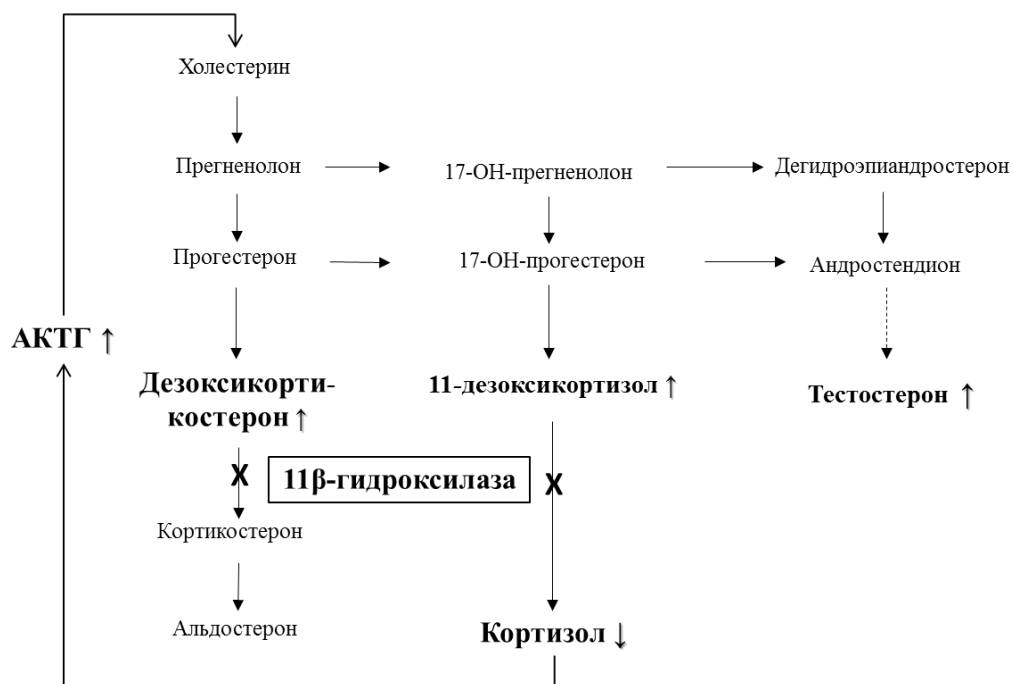 Холестерин
Прегненолон
17-ОН-прегненолон
Дегидроэпиандростерон
Прогестерон
17-ОН-прогестерон
Андростендион
АКТГ ↑
Дезоксикорти-
костерон ↑
11-дезоксикортизол ↑
Тестостерон ↑
X
11β-гидроксилаза
X
Кортикостерон
Альдостерон
Кортизол ↓